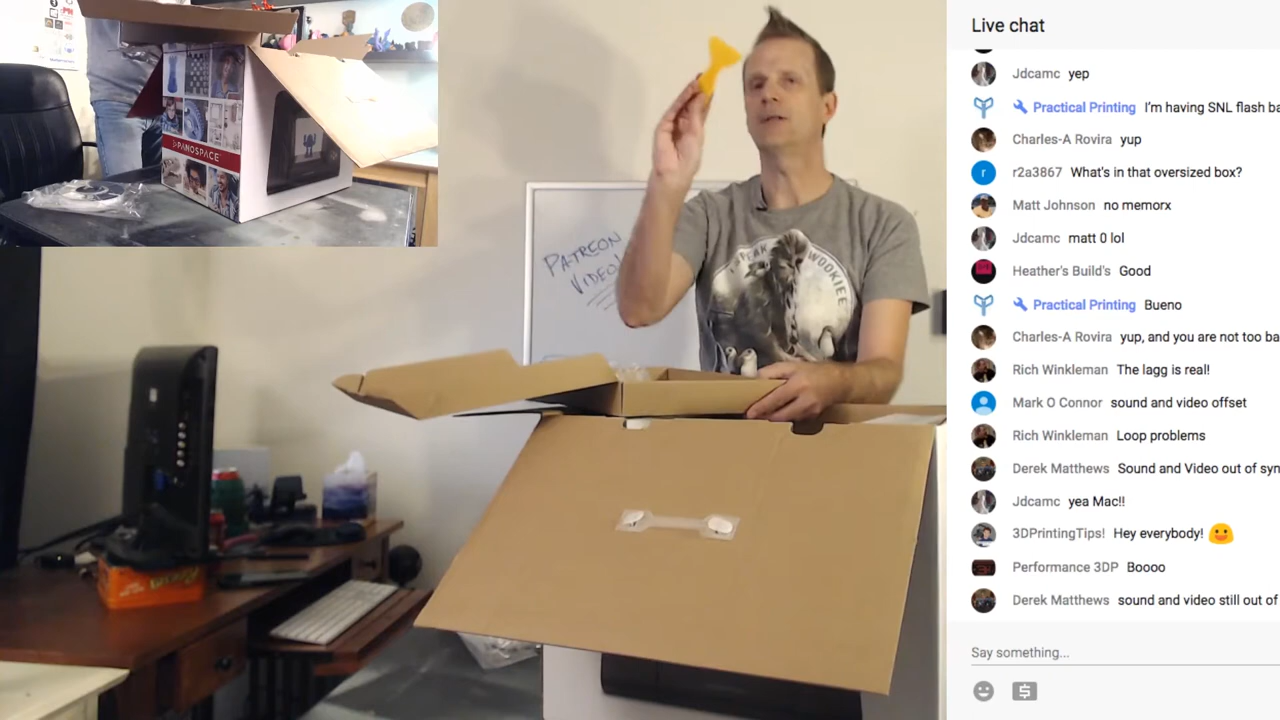 PANOSPACE
PATREON
VIDEO!
SPEAK WOOKIEE
Live chat
Jdcamc yep
Practical Printing I'm having SNL flash ba
Charles-A Rovira yup
r r2a3867 What's in that oversized box?
Matt Johnson no memorx
Jdcamc matt 0 lol
Heather's Build's Good
Practical Printing Bueno
Charles-A Rovira yup, and you are not too ba
Rich Winkleman The lagg is real!
Mark O Connor sound and video offset
Rich Winkleman Loop problems
Derek Matthews Sound and Video out of syn
Jdcamc yea Mac!!
3DPrintingTips! Hey everybody! 😛
Performance 3DP Boooo
Derek Matthews sound and video still out of
Say something...